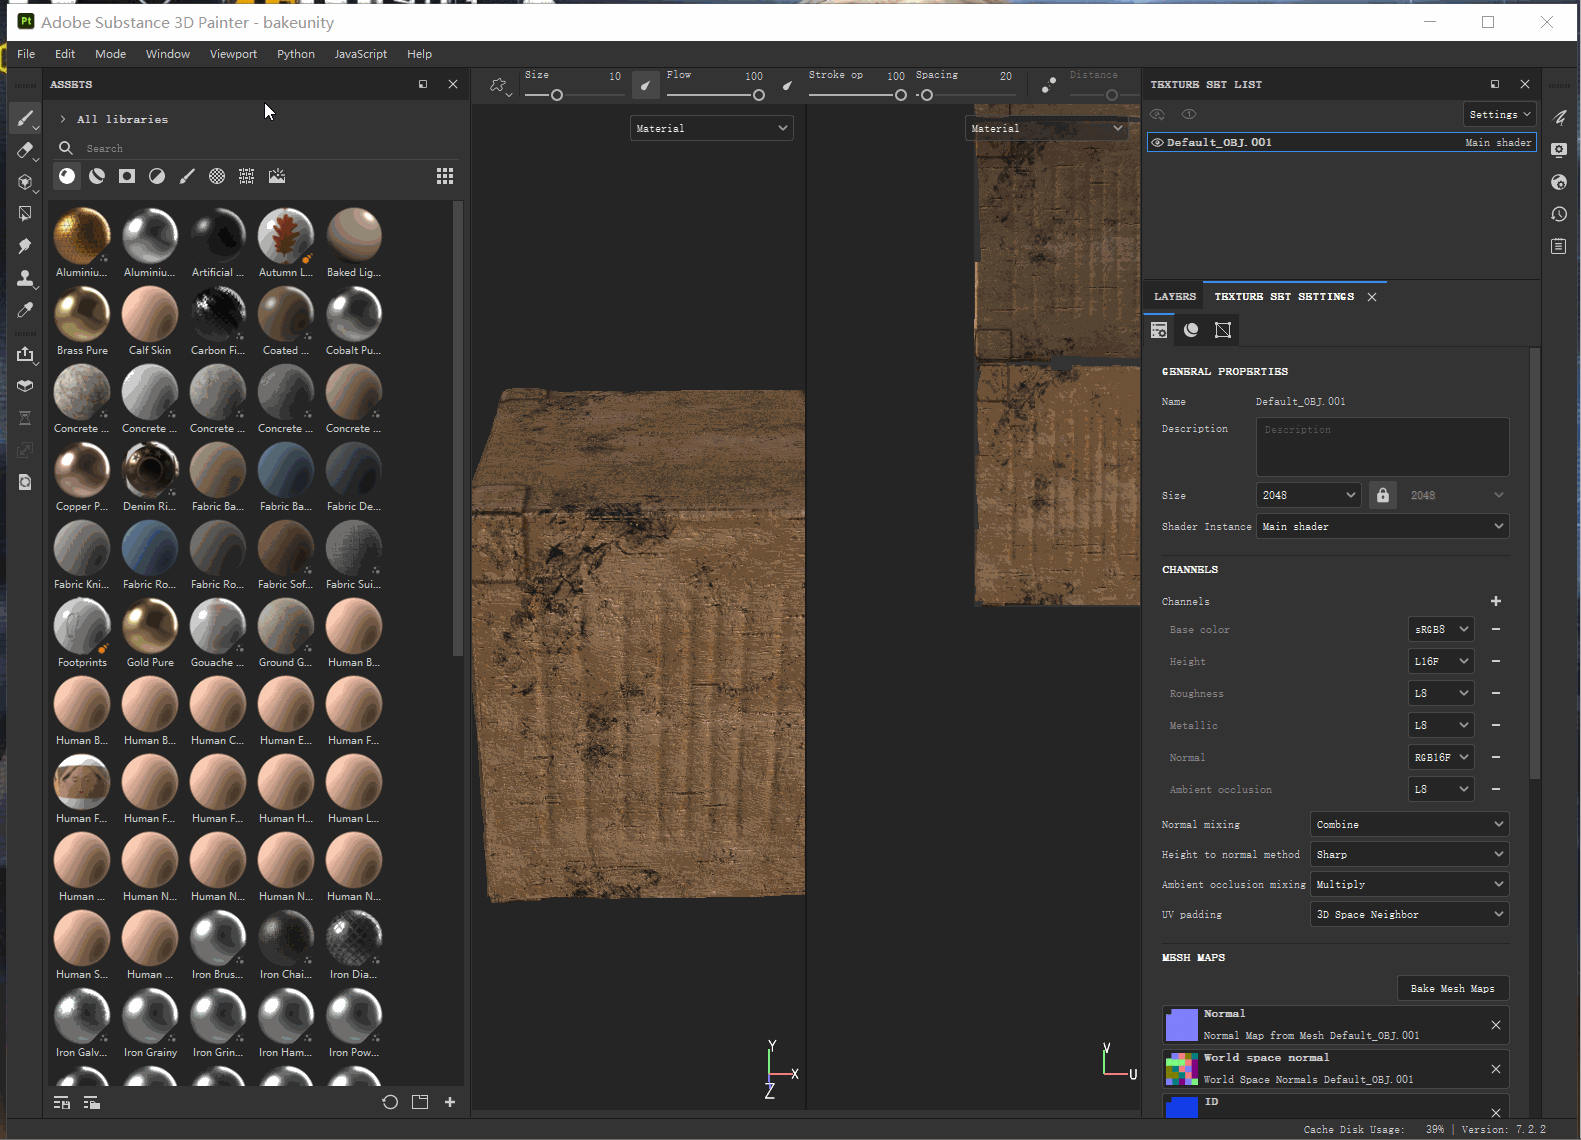 Pt Adobe Substance 3D Painter - bakeunity
File Edit Mode Window Viewport Python JavaScript Help
ASSETS
All libraries
Search
Aluminiu... Aluminiu... Artificial ... Autumn L... Baked Lig...
Brass Pure Calf Skin Carbon Fi... Coated ... Cobalt Pu...
Concrete ... Concrete ... Concrete ... Concrete ... Concrete ...
Copper P... Denim Ri... Fabric Ba... Fabric Ba... Fabric De...
Fabric Kni... Fabric Ro... Fabric Ro... Fabric Sof... Fabric Sui...
Footprints Gold Pure Gouache ... Ground G... Human B...
Human B... Human B... Human C... Human E... Human F...
Human F... Human F... Human F... Human H... Human L...
Human ... Human N... Human N... Human N... Human N...
Human S... Human ... Iron Brus... Iron Chai... Iron Dia...
Iron Galv... Iron Grainy Iron Grin... Iron Ham... Iron Pow...
Size 10 Flow 100 Stroke op 100 Spacing 20 Distance
Material
Material
Y
X
Z
V
U
TEXTURE SET LIST
Settings
Default_OBJ.001 Main shader
LAYERS TEXTURE SET SETTINGS
GENERAL PROPERTIES
Name Default_OBJ.001
Description Description
Size 2048 2048
Shader Instance Main shader
CHANNELS
Channels
Base color sRGB8
Height L16F
Roughness L8
Metallic L8
Normal RGB16F
Ambient occlusion L8
Normal mixing Combine
Height to normal method Sharp
Ambient occlusion mixing Multiply
UV padding 3D Space Neighbor
MESH MAPS
Bake Mesh Maps
Normal
Normal Map from Mesh Default_OBJ.001
World space normal
World Space Normals Default_OBJ.001
ID
Cache Disk Usage: 39% | Version: 7.2.2